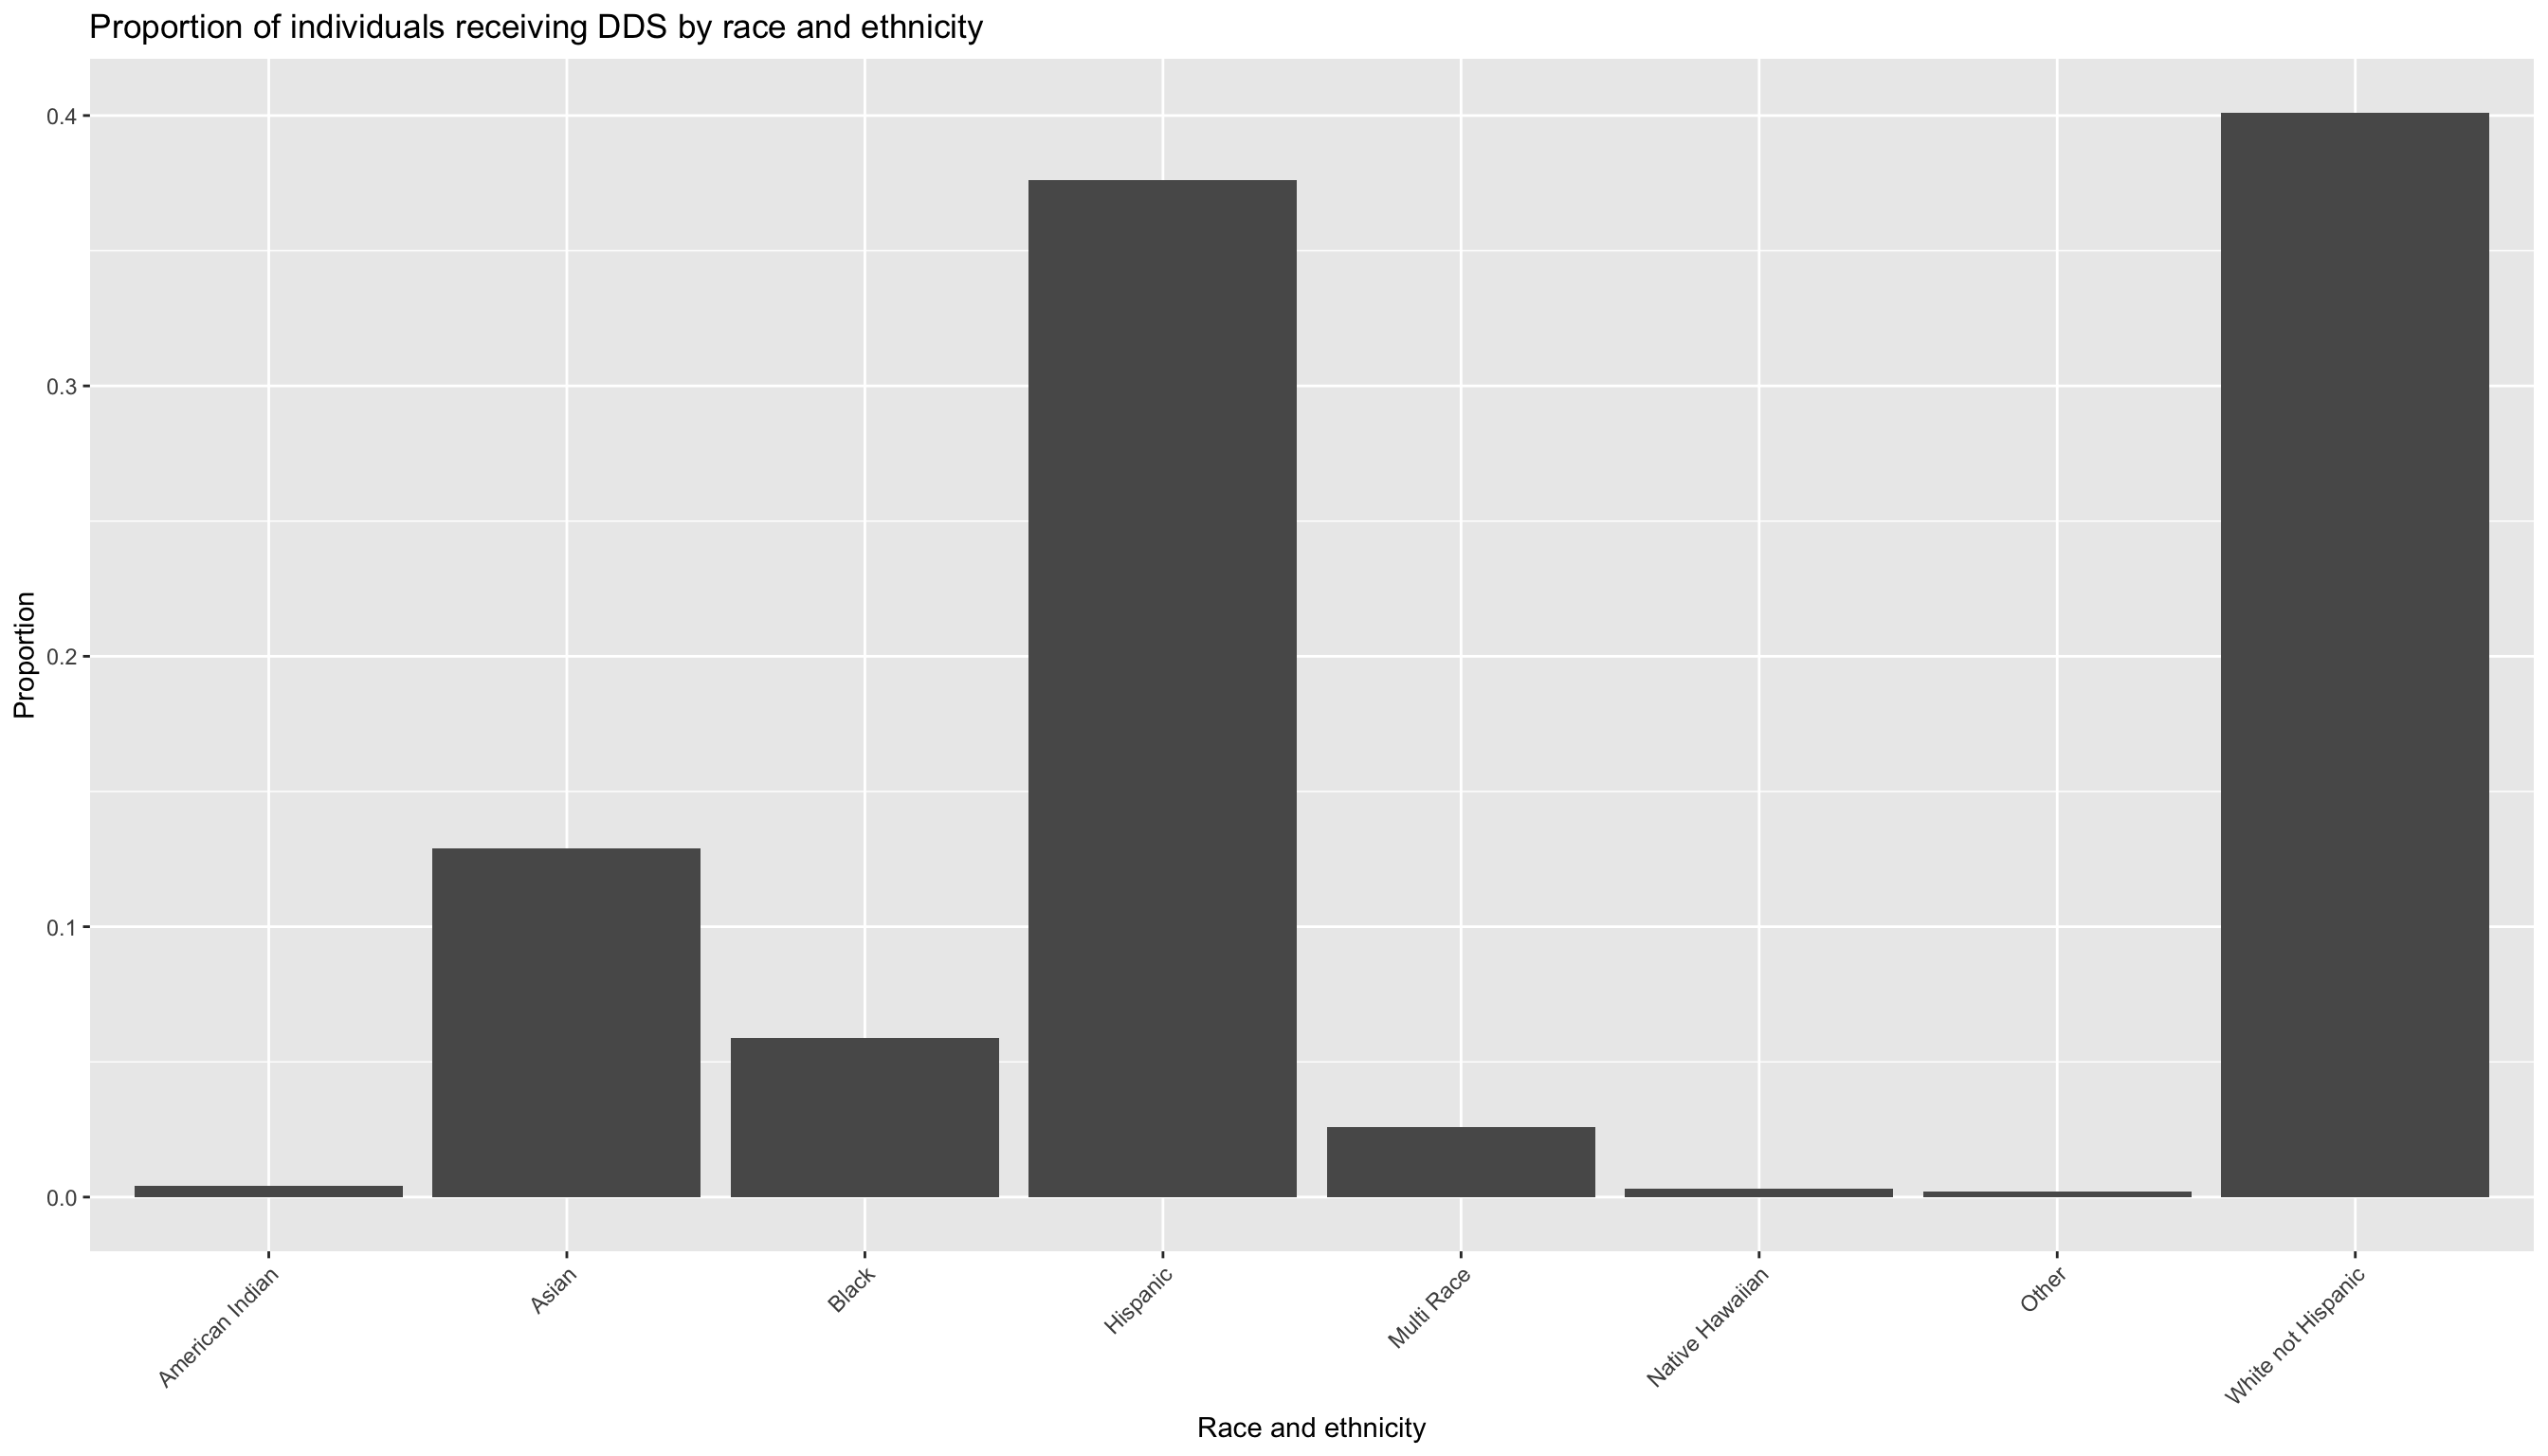 Proportion of individuals receiving DDS by race and ethnicity
Proportion
0.4
0.3
0.2
0.1
0.0
American Indian
Asian
Black
Hispanic
Multi Race
Native Hawaiian
Other
White not Hispanic
Race and ethnicity